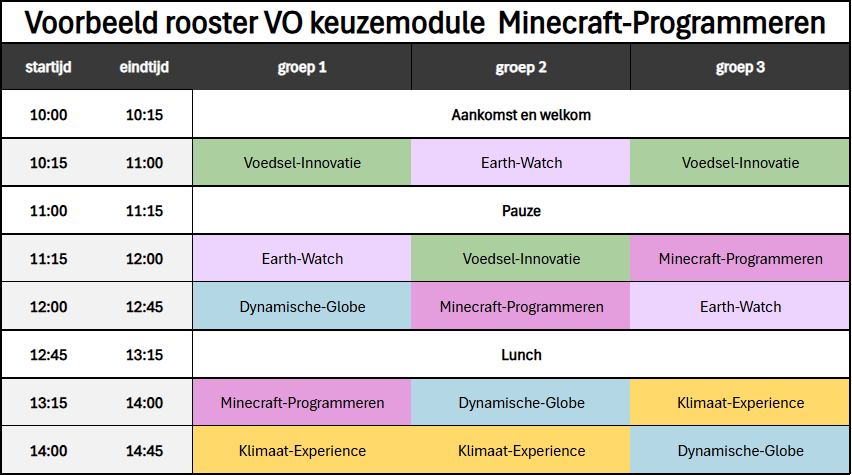 Voorbeeld rooster VO keuzemodule Minecraft-Programmeren
startijd eindtijd groep 1 groep 2 groep 3
10:00 10:15 Aankomst en welkom
10:15 11:00 Voedsel-Innovatie Earth-Watch Voedsel-Innovatie
11:00 11:15 Pauze
11:15 12:00 Earth-Watch Voedsel-Innovatie Minecraft-Programmeren
12:00 12:45 Dynamische-Globe Minecraft-Programmeren Earth-Watch
12:45 13:15 Lunch
13:15 14:00 Minecraft-Programmeren Dynamische-Globe Klimaat-Experience
14:00 14:45 Klimaat-Experience Klimaat-Experience Dynamische-Globe